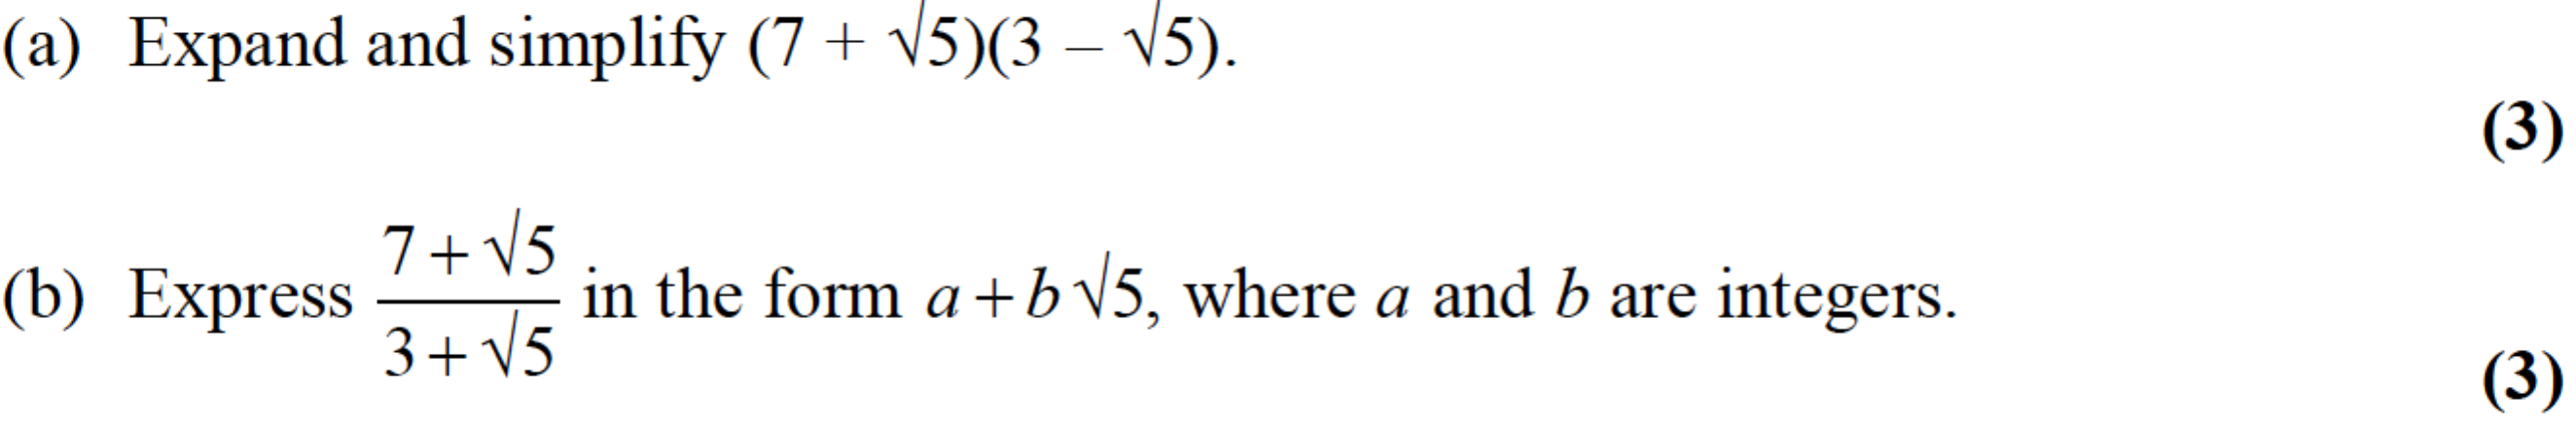 (a) Expand and simplify (7 + √5)(3 – √5).
(3)
(b) Express \frac{7+√5}{3+√5} in the form a+b√5, where a and b are integers.
(3)